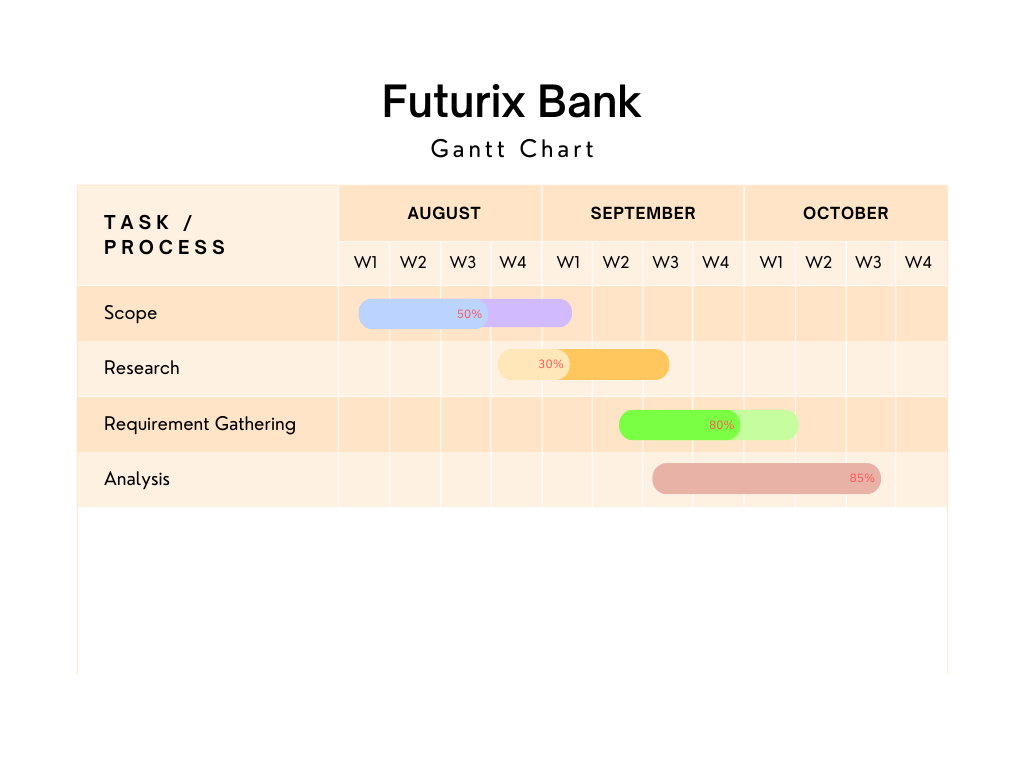 Futurix Bank
Gantt Chart
TASK /
PROCESS
AUGUST SEPTEMBER OCTOBER
W1 W2 W3 W4 W1 W2 W3 W4 W1 W2 W3 W4
Scope 50%
Research 30%
Requirement Gathering 80%
Analysis 85%